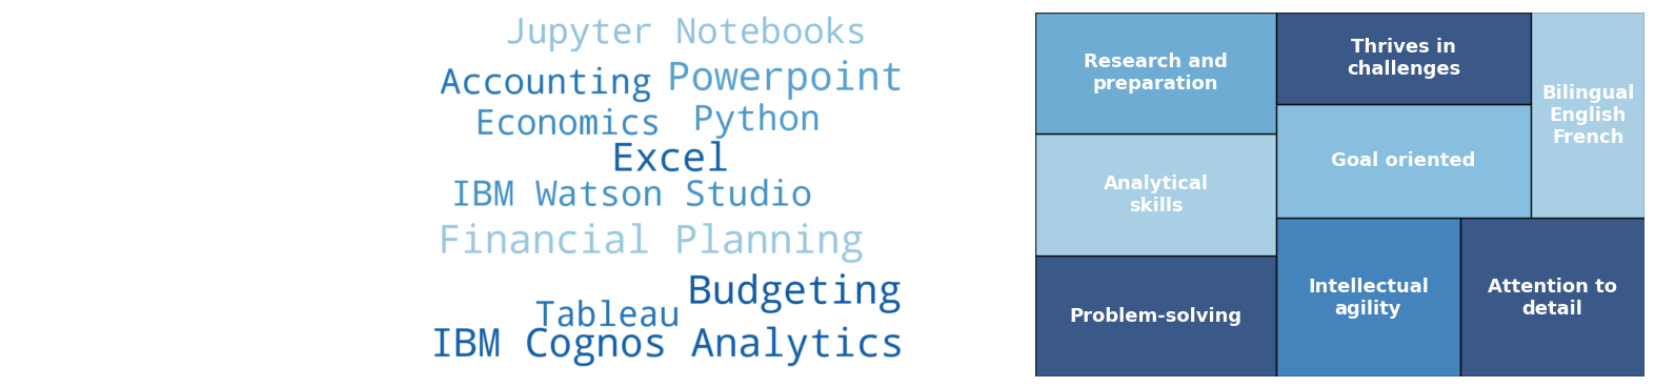 Jupyter Notebooks
Accounting Powerpoint
Economics Python
Excel
IBM Watson Studio
Financial Planning
Budgeting
Tableau
IBM Cognos Analytics
Research and
preparation
Analytical
skills
Problem-solving
Thrives in
challenges
Goal oriented
Bilingual
English
French
Intellectual
agility
Attention to
detail